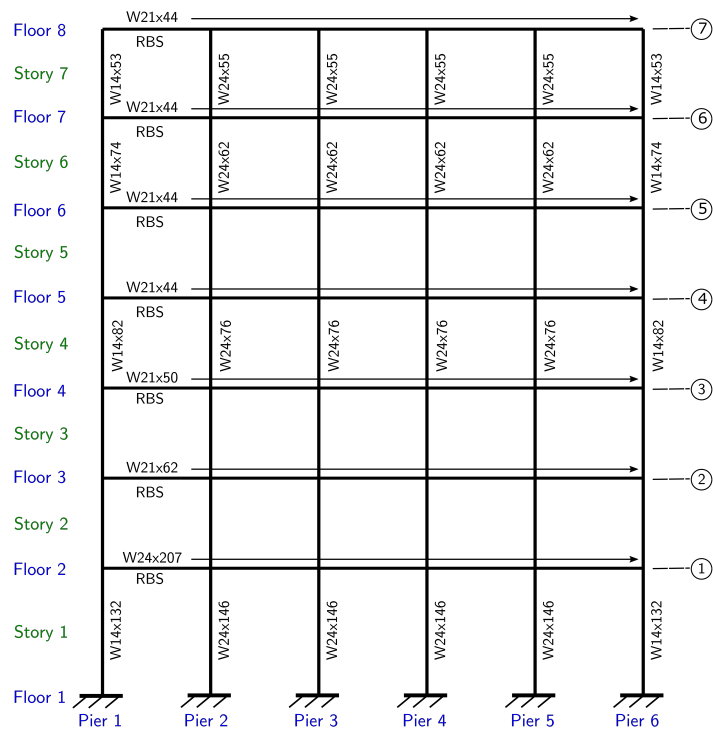 W21x44
Floor 8
7
RBS
Story 7
W14x53
W24x55
W24x55
W24x55
W24x55
W14x53
W21x44
Floor 7
6
RBS
Story 6
W14x74
W24x62
W24x62
W24x62
W24x62
W14x74
W21x44
Floor 6
5
RBS
Story 5
W21x44
Floor 5
4
RBS
Story 4
W14x82
W24x76
W24x76
W24x76
W24x76
W14x82
W21x50
Floor 4
3
RBS
Story 3
W21x62
Floor 3
2
RBS
Story 2
W24x207
Floor 2
1
RBS
Story 1
W14x132
W24x146
W24x146
W24x146
W24x146
W14x132
Floor 1
Pier 1 Pier 2 Pier 3 Pier 4 Pier 5 Pier 6